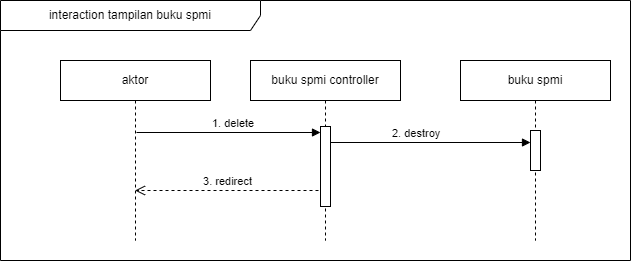 interaction tampilan buku spmi
aktor
buku spmi controller
buku spmi
1. delete
2. destroy
3. redirect